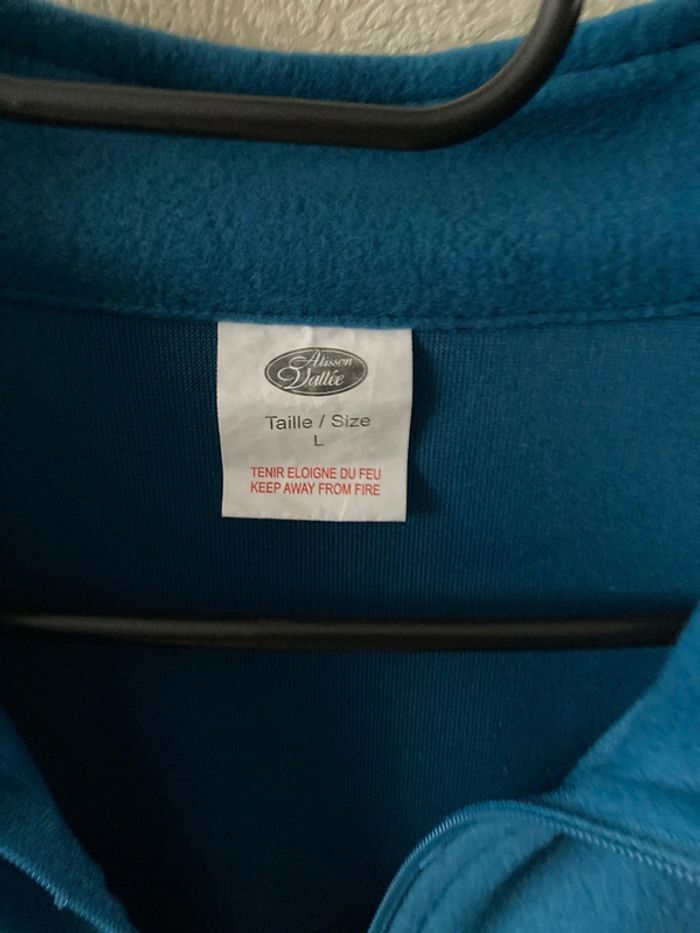 Alisson
Vallée
Taille / Size
L
TENIR ELOIGNE DU FEU
KEEP AWAY FROM FIRE